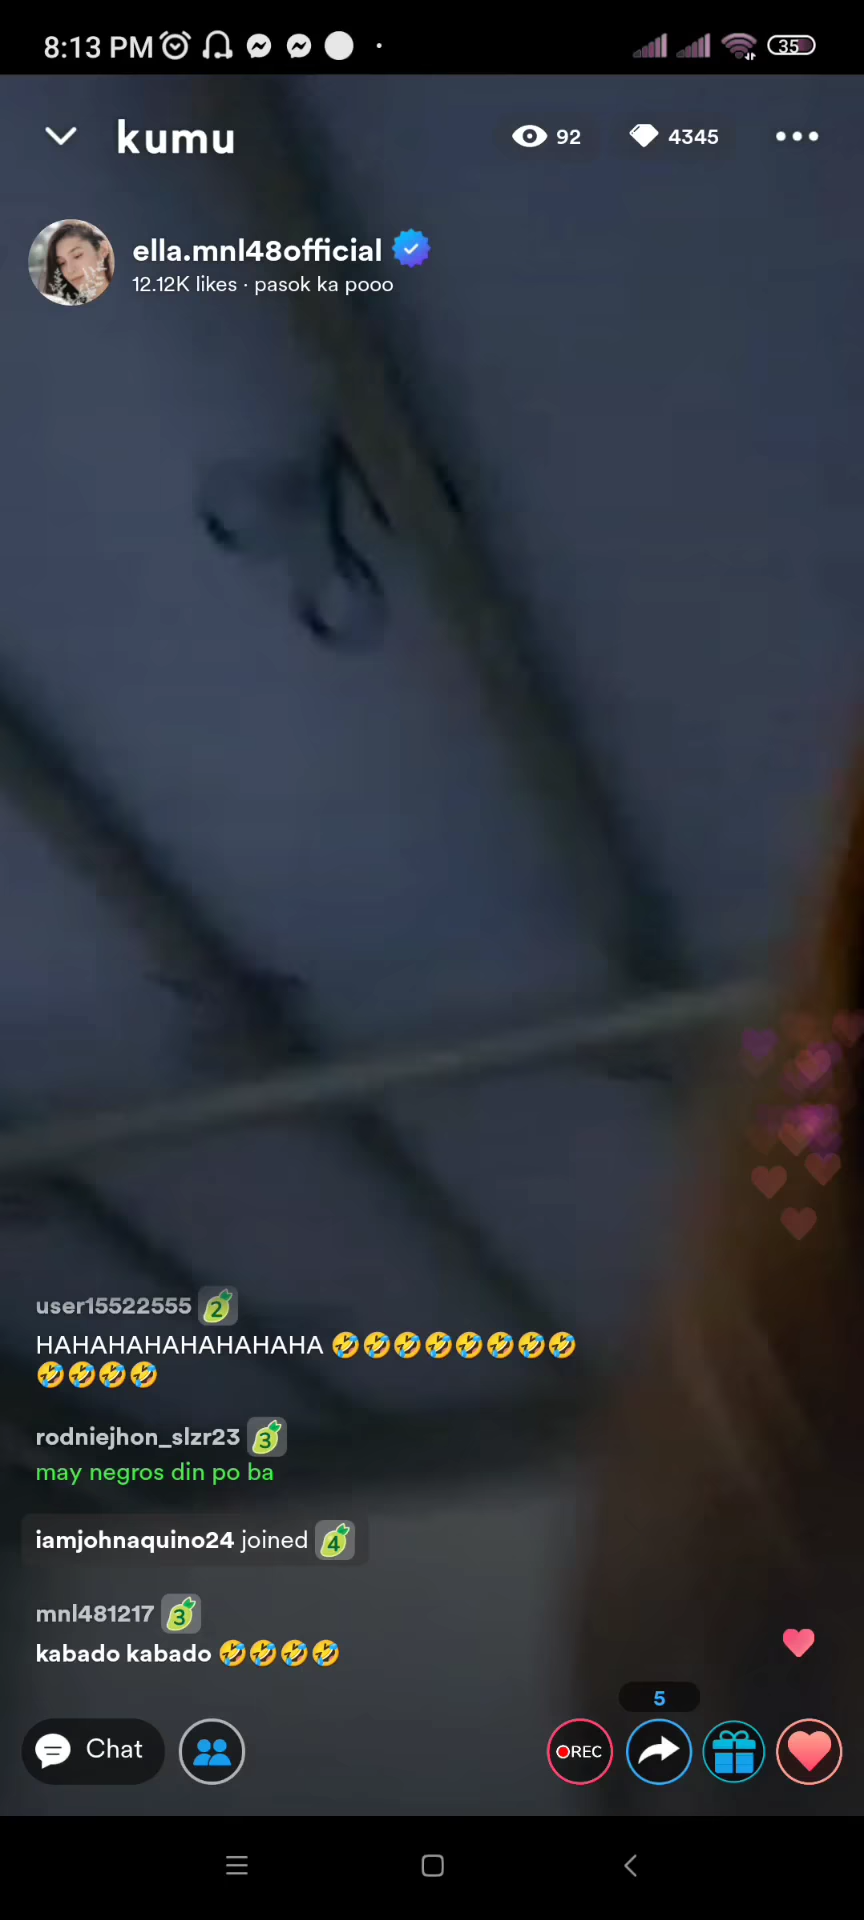 8:13 PM
35
kumu
92
4345
ella.mnl48official
12.12K likes · pasok ka pooo
user15522555 2
HAHAHAHAHAHAHAHA 🤣🤣🤣🤣🤣🤣🤣🤣
🤣🤣🤣🤣
rodniejhon_slzr23 3
may negros din po ba
iamjohnaquino24 joined 4
mnl481217 3
kabado kabado 🤣🤣🤣🤣
5
Chat
REC